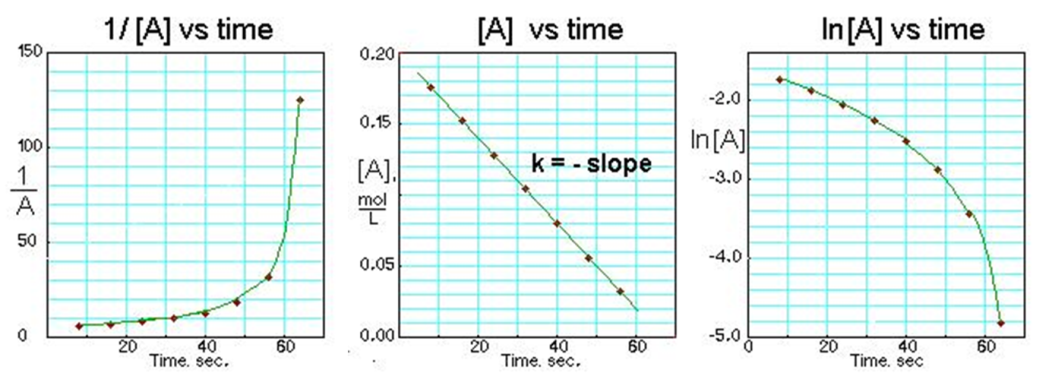 1/ [A] vs time
150
100
50
0
1
A
20
40
60
Time. sec.
[A] vs time
0.20
0.15
0.05
0.00
[A],
mol
L
k = - slope
20
40
60
Time. sec.
ln[A] vs time
-2.0
-3.0
-4.0
-5.0
ln[A]
0
20
40
60
Time. sec.